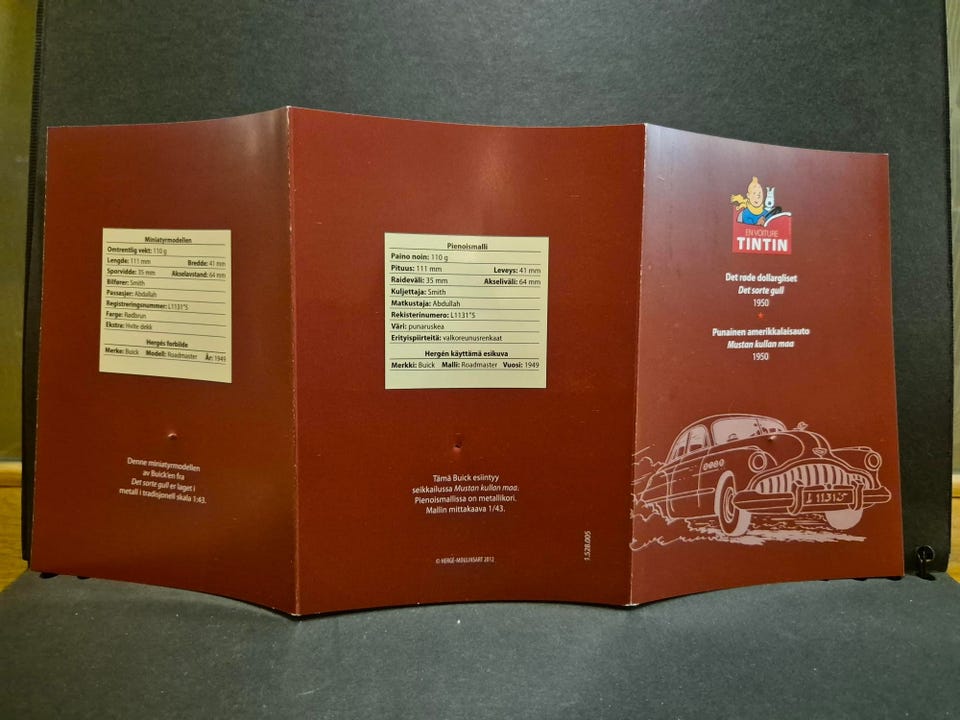 Miniatyrmodellen
Omtrentlig vekt: 110 g
Lengde: 111 mm Bredde: 41 mm
Sporvidde: 35 mm Akselavstand: 64 mm
Bilfører: Smith
Passasjer: Abdallah
Registreringsnummer: L1131"S
Farge: Rødbrun
Ekstra: Hvite dekk
Hergés forbilde
Merke: Buick Modell: Roadmaster År: 1949
Denne miniatyrmodellen
av Buick'en fra
Det sorte gull er laget i
metall i tradisjonell skala 1:43.
Pienoismalli
Paino noin: 110 g
Pituus: 111 mm Leveys: 41 mm
Raideväli: 35 mm Akseliväli: 64 mm
Kuljettaja: Smith
Matkustaja: Abdullah
Rekisterinumero: L1131"S
Väri: punaruskea
Erityispiirteitä: valkoreunusrenkaat
Hergén käyttämä esikuva
Merkki: Buick Malli: Roadmaster Vuosi: 1949
Tämä Buick esiintyy
seikkailussa Mustan kullan maa.
Pienoismallissa on metallikori.
Mallin mittakaava 1/43.
© HERGÉ-MOULINSART 2012
1.528.005
EN VOITURE
TINTIN
Det røde dollargliset
Det sorte gull
1950
Punainen amerikkalaisauto
Mustan kullan maa
1950